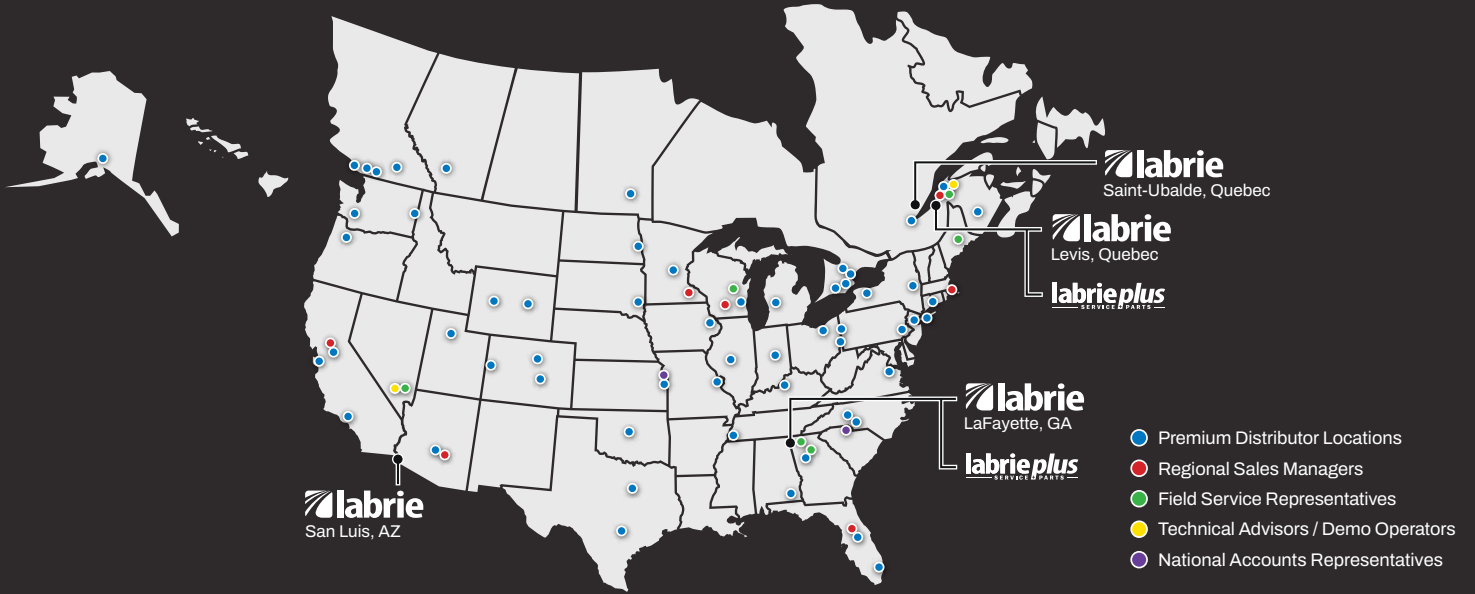 labrie
Saint-Ubalde, Quebec
labrie
Levis, Quebec
labrieplus
SERVICE PARTS
labrie
LaFayette, GA
labrieplus
SERVICE PARTS
labrie
San Luis, AZ
Premium Distributor Locations
Regional Sales Managers
Field Service Representatives
Technical Advisors / Demo Operators
National Accounts Representatives